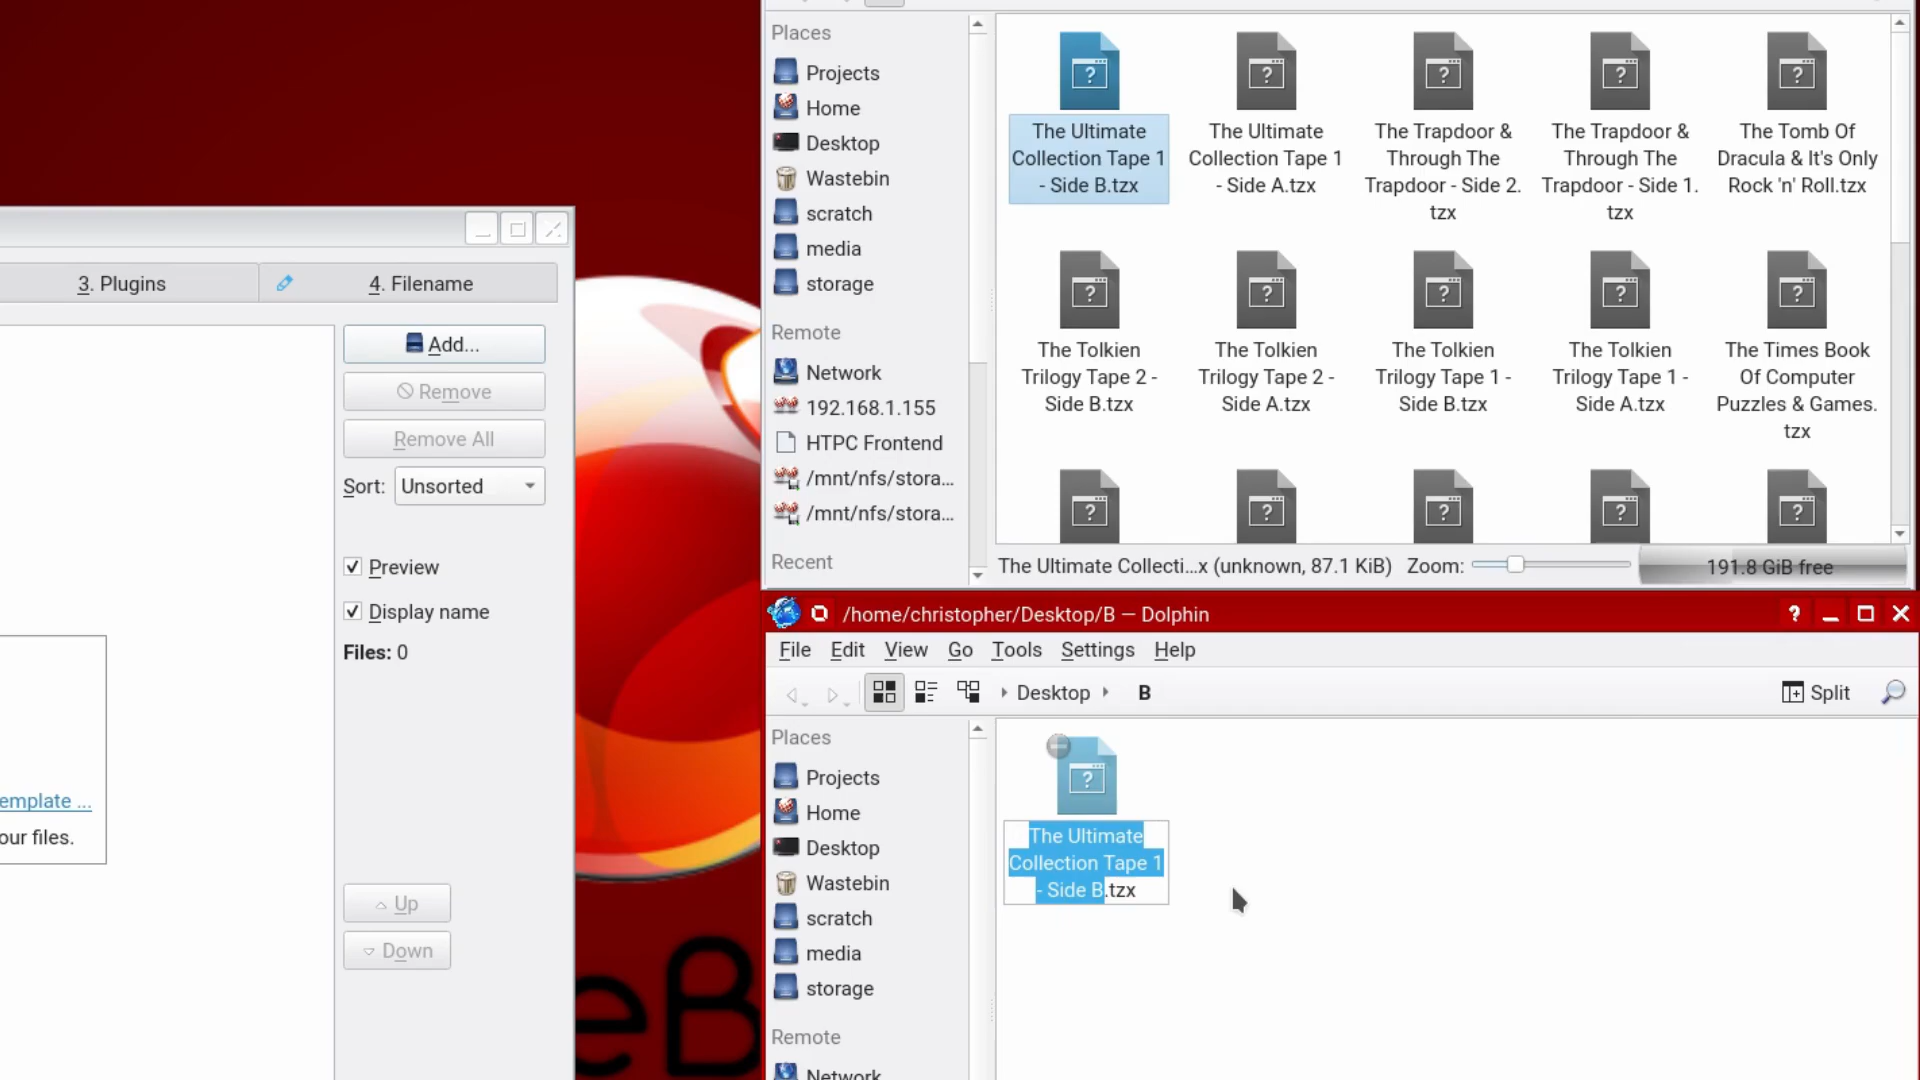 Places
Projects
Home
Desktop
Wastebin
scratch
media
storage
Remote
Network
192.168.1.155
HTPC Frontend
/mnt/nfs/stora...
/mnt/nfs/stora...
Recent
The Ultimate
Collection Tape 1
- Side B.tzx
The Ultimate
Collection Tape 1
- Side A.tzx
The Trapdoor &
Through The
Trapdoor - Side 2.
tzx
The Trapdoor &
Through The
Trapdoor - Side 1.
tzx
The Tomb Of
Dracula & It's Only
Rock 'n' Roll.tzx
The Tolkien
Trilogy Tape 2 -
Side B.tzx
The Tolkien
Trilogy Tape 2 -
Side A.tzx
The Tolkien
Trilogy Tape 1 -
Side B.tzx
The Tolkien
Trilogy Tape 1 -
Side A.tzx
The Times Book
Of Computer
Puzzles & Games.
tzx
The Ultimate Collecti...x (unknown, 87.1 KiB)
Zoom:
191.8 GiB free
3. Plugins
4. Filename
Add...
Remove
Remove All
Sort: Unsorted
Preview
Display name
Files: 0
emplate ...
our files.
Up
Down
eB
/home/christopher/Desktop/B — Dolphin
File Edit View Go Tools Settings Help
Desktop B
Split
Places
Projects
Home
Desktop
Wastebin
scratch
media
storage
Remote
Network
The Ultimate
Collection Tape 1
- Side B.tzx